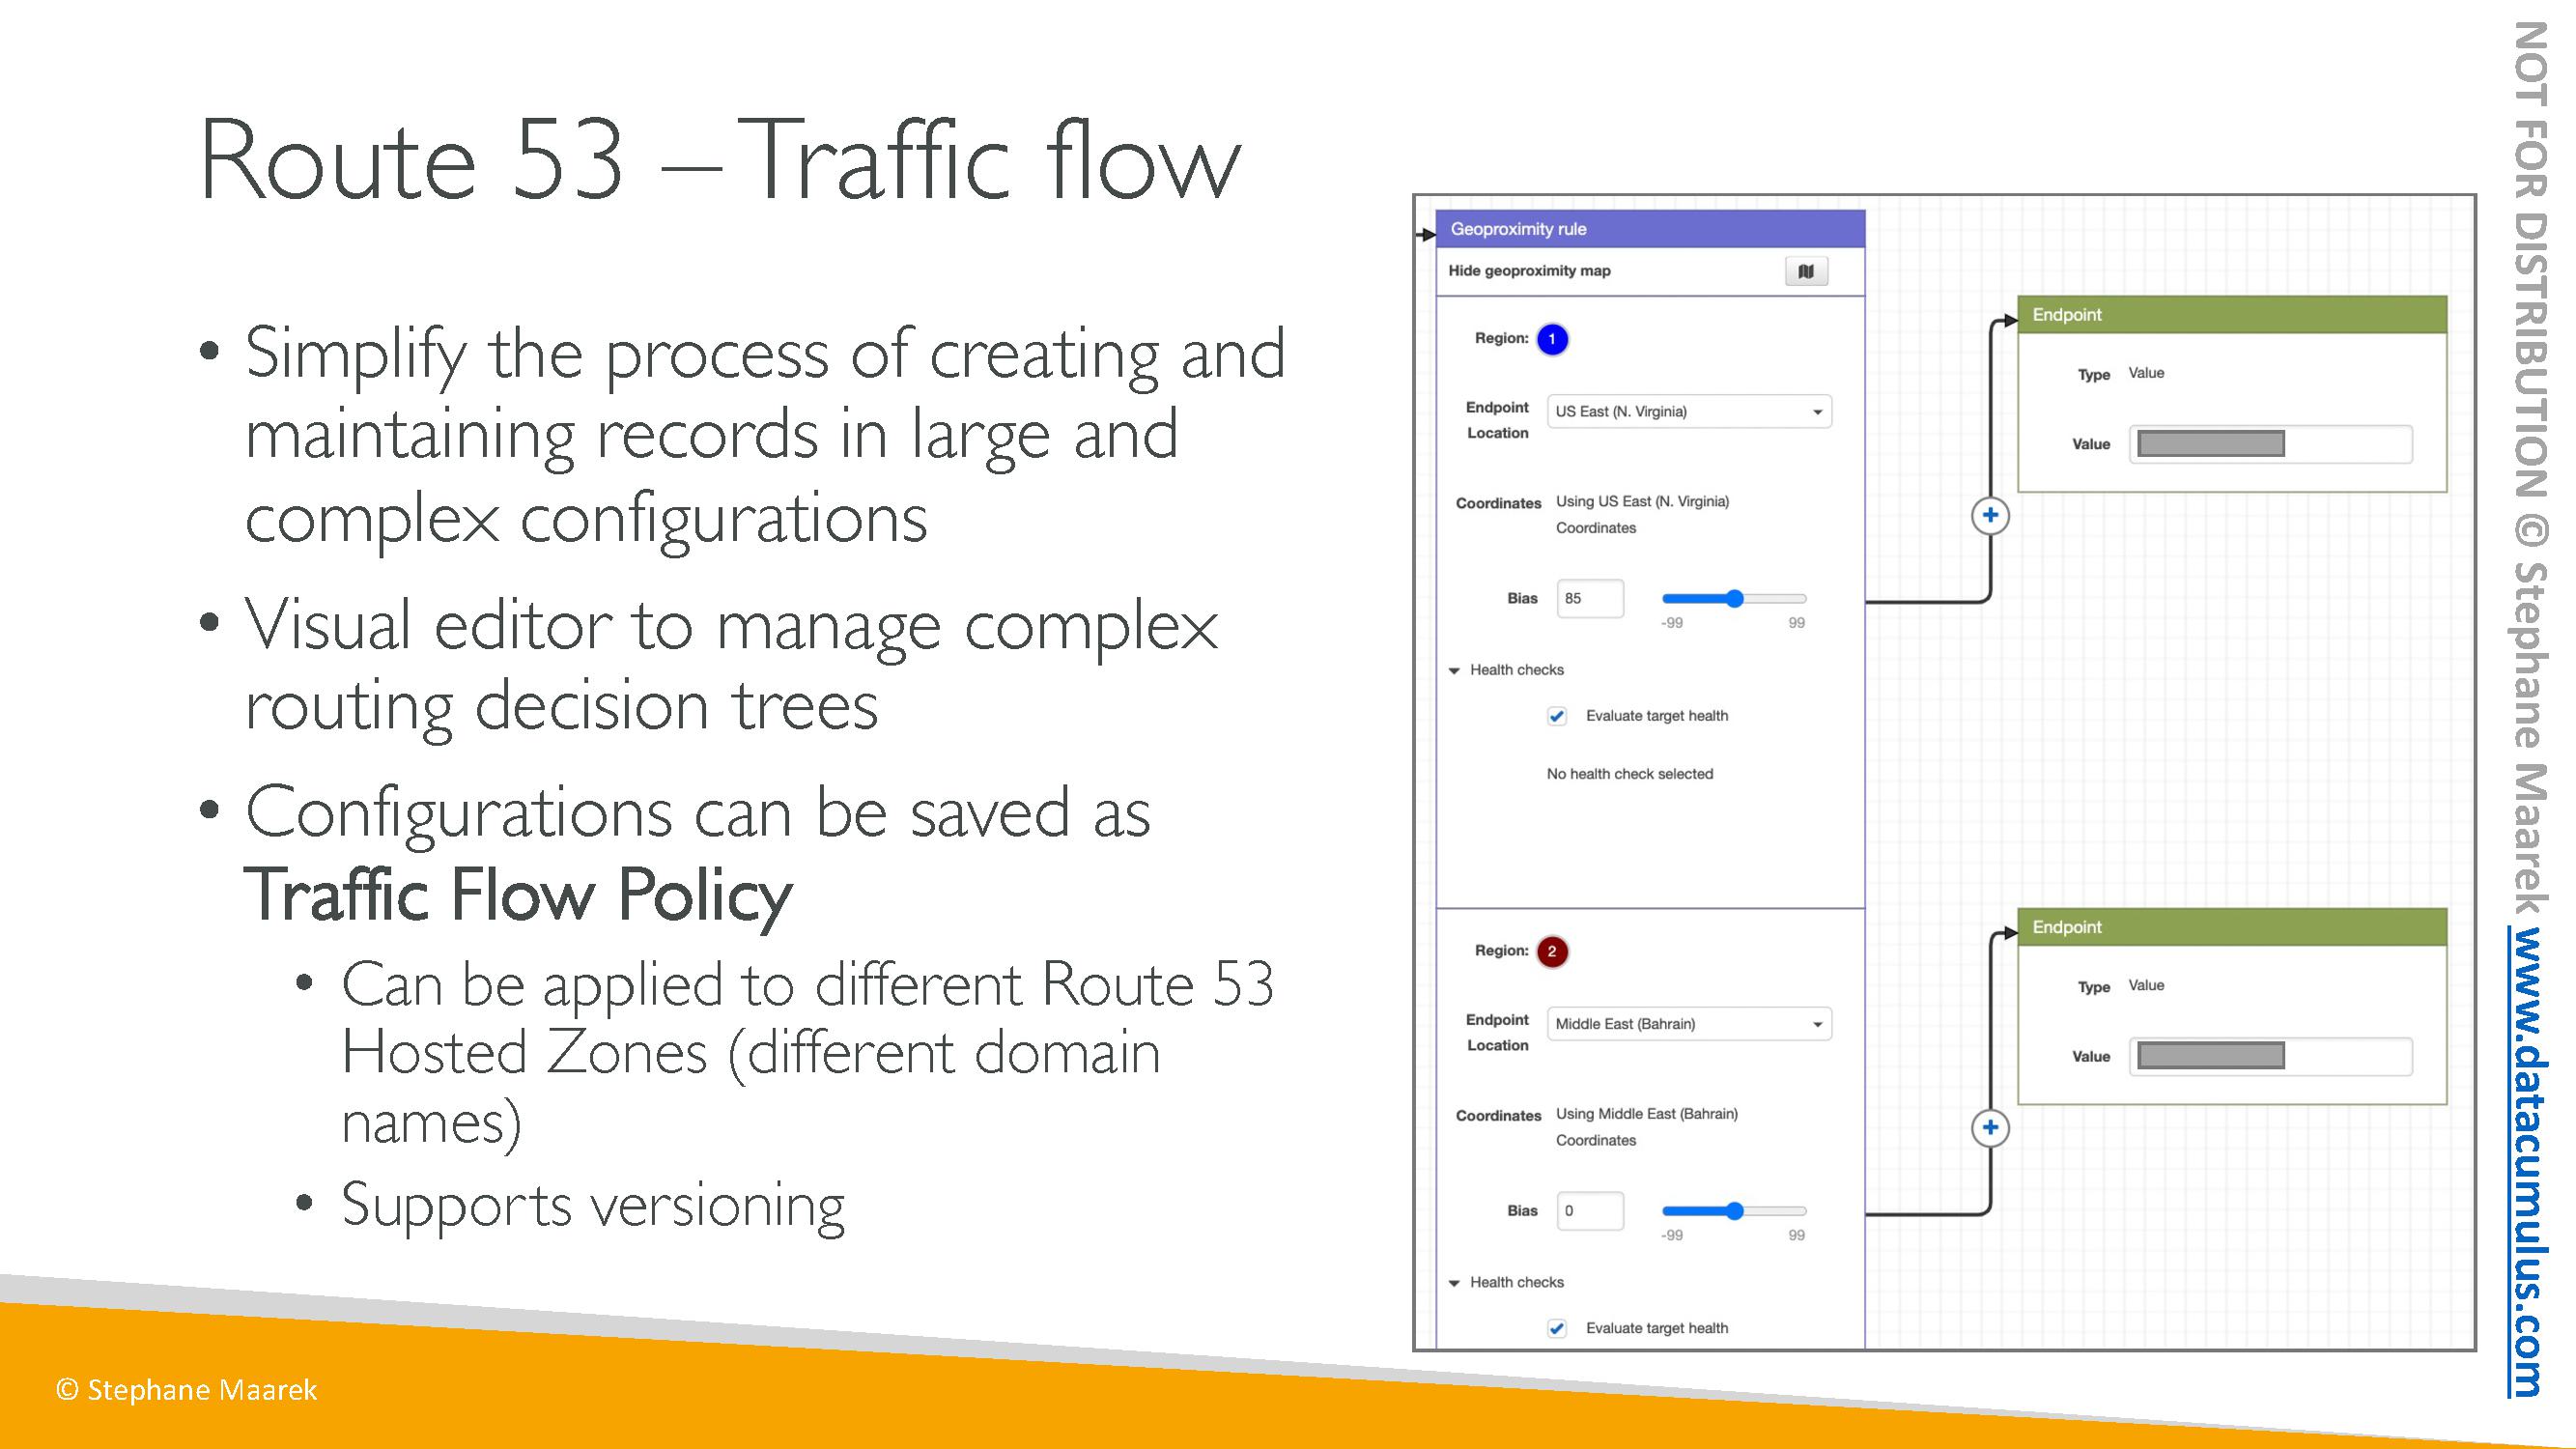 Route 53 – Traffic flow
• Simplify the process of creating and
maintaining records in large and
complex configurations
• Visual editor to manage complex
routing decision trees
• Configurations can be saved as
Traffic Flow Policy
• Can be applied to different Route 53
Hosted Zones (different domain
names)
• Supports versioning
Geoproximity rule
Hide geoproximity map
Region: 1
Endpoint
Location
US East (N. Virginia)
Coordinates
Using US East (N. Virginia)
Coordinates
Bias 85
-99 99
Health checks
Evaluate target health
No health check selected
Endpoint
Type Value
Value
Region: 2
Endpoint
Location
Middle East (Bahrain)
Coordinates
Using Middle East (Bahrain)
Coordinates
Bias 0
-99 99
Health checks
Evaluate target health
Endpoint
Type Value
Value
© Stephane Maarek
NOT FOR DISTRIBUTION © Stephane Maarek www.datacumulus.com